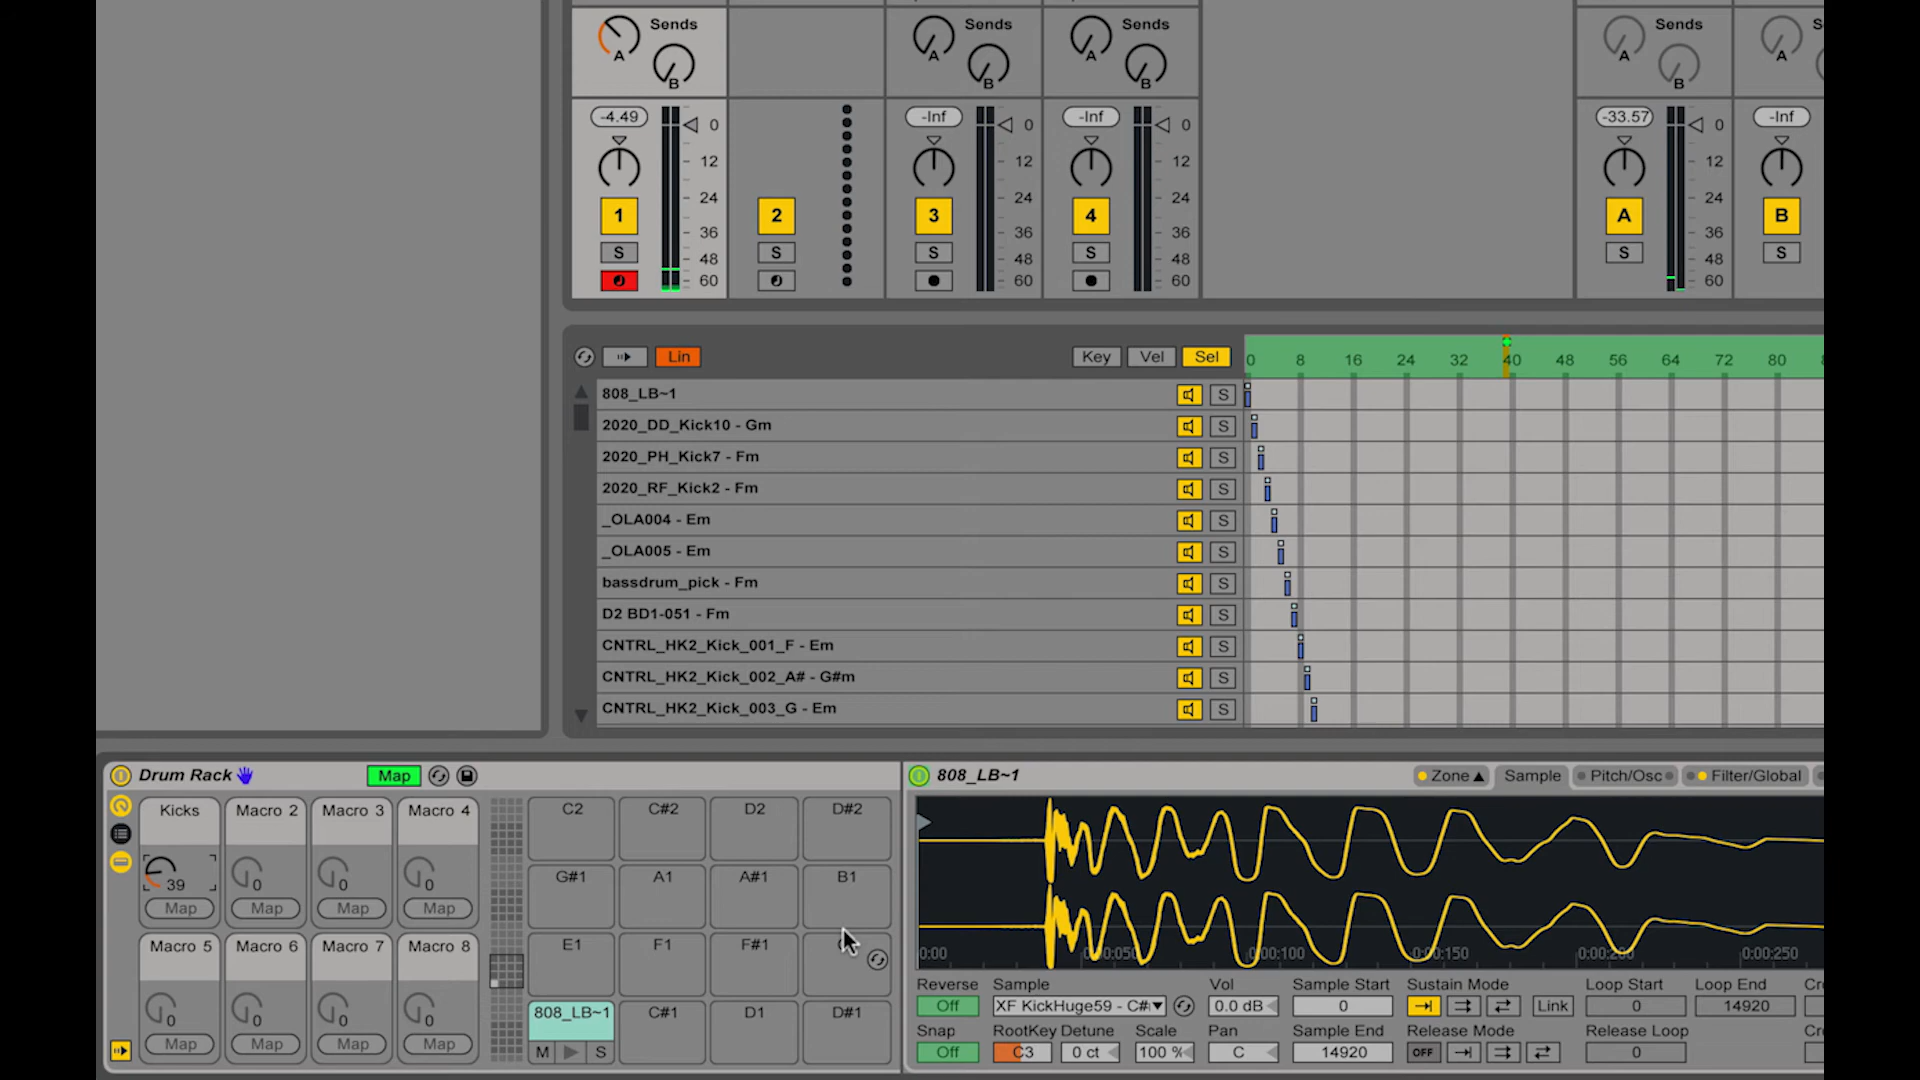 Sends Sends Sends Sends S
A A A A A
B B B B
-4.49 -Inf -Inf -33.57 -Inf
0 0 0 0
12 12 12 12
24 24 24 24
1 2 3 4 A B
36 36 36 36
S S S S S S
48 48 48 48
60 60 60 60
Lin Key Vel Sel 0 8 16 24 32 40 48 56 64 72 80
808_LB~1 S
2020_DD_Kick10 - Gm S
2020_PH_Kick7 - Fm S
2020_RF_Kick2 - Fm S
_OLA004 - Em S
_OLA005 - Em S
bassdrum_pick - Fm S
D2 BD1-051 - Fm S
CNTRL_HK2_Kick_001_F - Em S
CNTRL_HK2_Kick_002_A# - G#m S
CNTRL_HK2_Kick_003_G - Em S
Drum Rack Map 808_LB~1 Zone Sample Pitch/Osc Filter/Global
Kicks Macro 2 Macro 3 Macro 4 C2 C#2 D2 D#2
39 0 0 0 G#1 A1 A#1 B1
Map Map Map Map
Macro 5 Macro 6 Macro 7 Macro 8 E1 F1 F#1
0:00 0:00:050 0:00:100 0:00:150 0:00:200 0:00:250
0 0 0 0 808_LB~1 C#1 D1 D#1
Map Map Map Map M S
Reverse Sample Vol Sample Start Sustain Mode Loop Start Loop End
Off XF KickHuge59 - C# 0.0 dB 0 Link 0 14920
Snap RootKey Detune Scale Pan Sample End Release Mode Release Loop
Off C3 0 ct 100 % C 14920 OFF 0